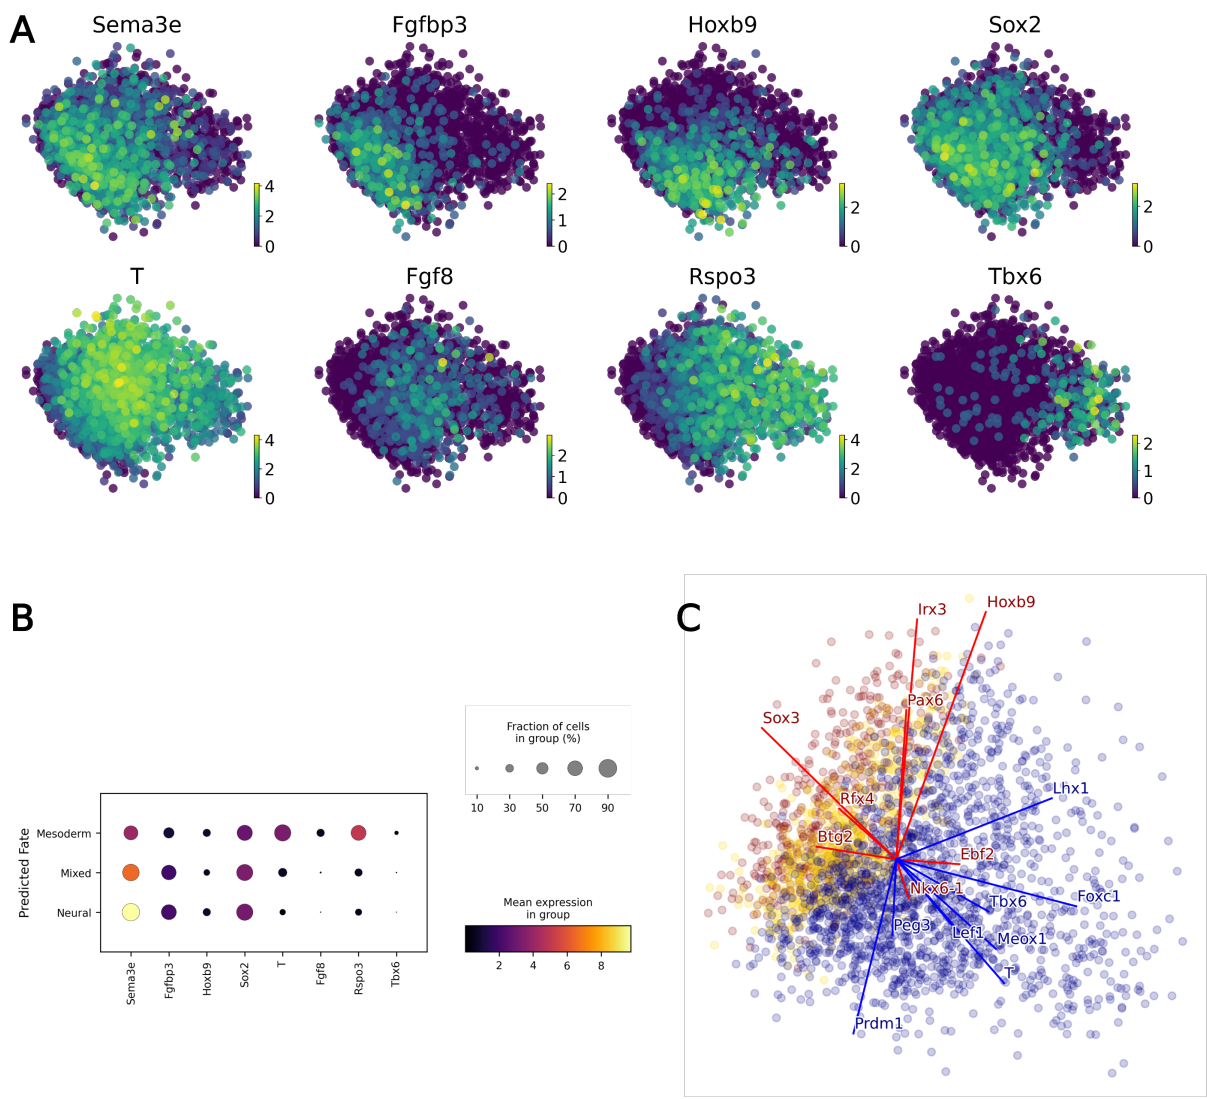 A
Sema3e
Fgfbp3
Hoxb9
Sox2
4
2
0
2
1
0
2
0
2
0
T
Fgf8
Rspo3
Tbx6
4
2
0
2
1
0
4
2
0
2
1
0
B
Predicted Fate
Mesoderm
Mixed
Neural
Sema3e
Fgfbp3
Hoxb9
Sox2
T
Fgf8
Rspo3
Tbx6
Fraction of cells
in group (%)
10 30 50 70 90
Mean expression
in group
2 4 6 8
C
Irx3
Hoxb9
Pax6
Sox3
Lhx1
Rfx4
Btg2
Ebf2
Nkx6-1
Foxc1
Tbx6
Peg3
Lef1
Meox1
T
Prdm1